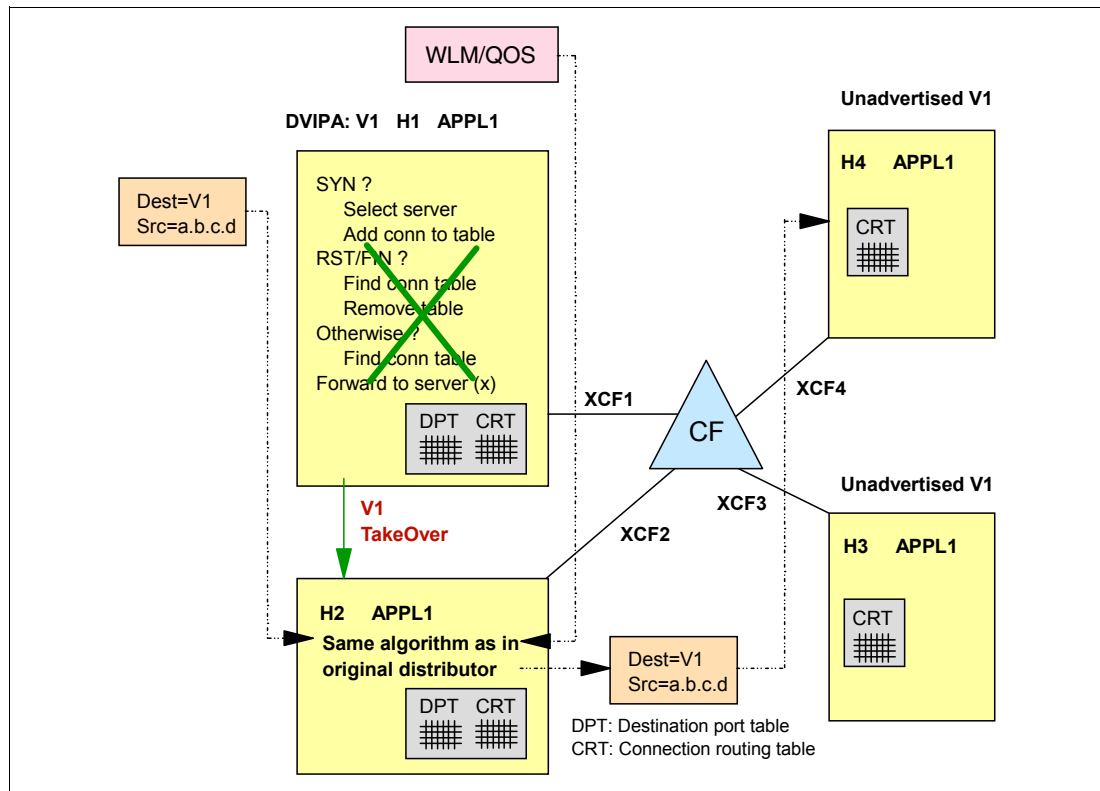 WLM/QOS
Unadvertised V1
DVIPA: V1 H1 APPL1
H4 APPL1
SYN ?
Select server
Add conn to table
RST/FIN ?
Find conn table
Remove table
Otherwise ?
Find conn table
Forward to server (x)
DPT CRT
Dest=V1
Src=a.b.c.d
CRT
XCF1
CF
XCF4
V1
TakeOver
XCF2
XCF3
Unadvertised V1
H3 APPL1
CRT
H2 APPL1
Same algorithm as in
original distributor
DPT CRT
Dest=V1
Src=a.b.c.d
DPT: Destination port table
CRT: Connection routing table